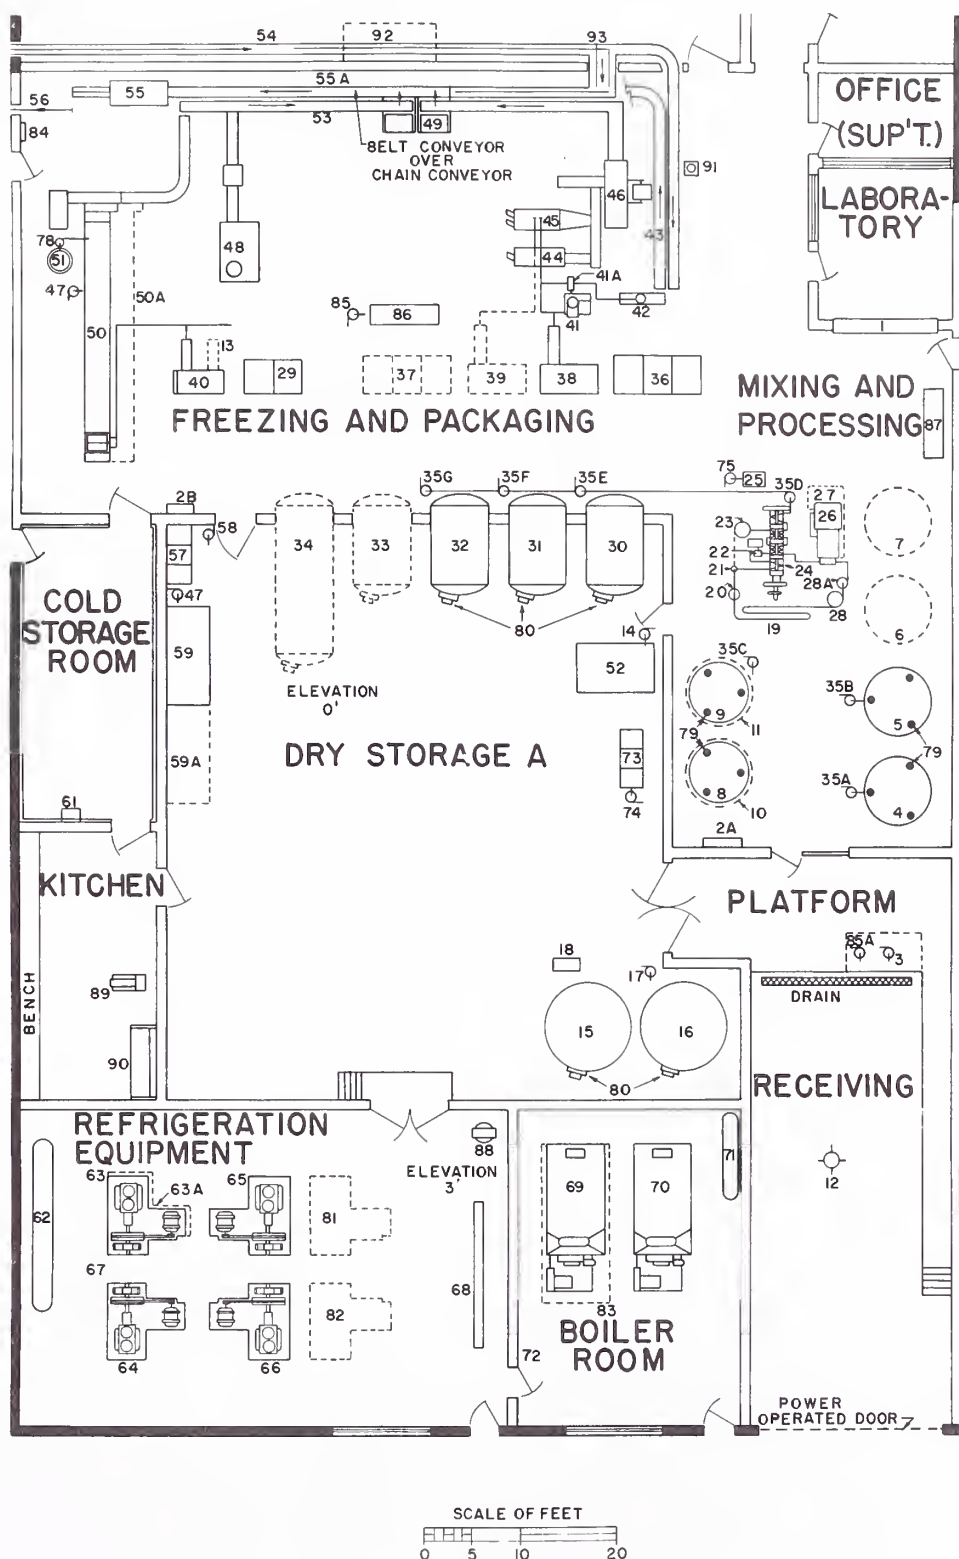 54
92
93
55
55 A
56
53
49
84
BELT CONVEYOR
OVER
CHAIN CONVEYOR
OFFICE
(SUP'T.)
91
46
LABORA-
TORY
45
43
78
51
48
44
47
50A
41A
85
86
41
42
50
1
13
40
29
37
39
38
36
FREEZING AND PACKAGING
MIXING AND
PROCESSING
87
35G
35F
35E
75
25
35D
2B
27
26
58
23
57
34
33
32
31
30
22
7
21
24
28A
20
COLD
STORAGE
ROOM
47
80
14
19
28
6
59
52
35C
ELEVATION
0'
35B
9
11
5
DRY STORAGE A
79
79
59A
73
35A
8
10
4
61
74
2A
KITCHEN
PLATFORM
85A
3
18
17
BENCH
89
DRAIN
15
16
90
80
RECEIVING
REFRIGERATION
EQUIPMENT
88
71
63
65
ELEVATION
3'
12
63A
69
70
62
81
67
68
82
83
64
66
72
BOILER
ROOM
POWER
OPERATED DOOR
SCALE OF FEET
0 5 10 20